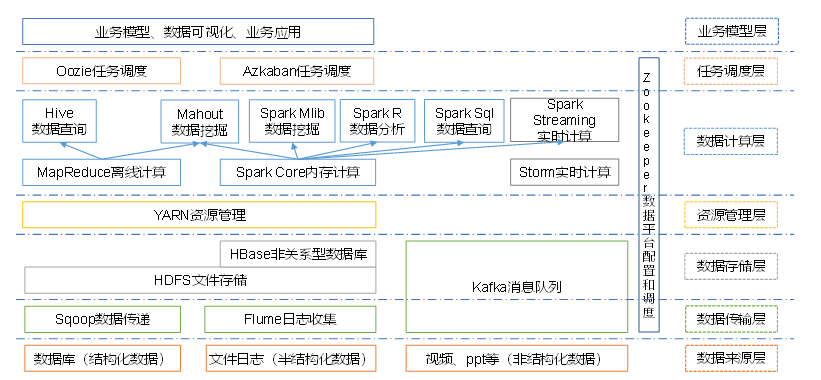 业务模型、数据可视化、业务应用
业务模型层
Oozie任务调度
Azkaban任务调度
任务调度层
Hive
数据查询
Mahout
数据挖掘
Spark Mlib
数据挖掘
Spark R
数据分析
Spark Sql
数据查询
Spark
Streaming
实时计算
数据计算层
MapReduce离线计算
Spark Core内存计算
Storm实时计算
YARN资源管理
资源管理层
HBase非关系型数据库
HDFS文件存储
Kafka消息队列
数据存储层
Sqoop数据传递
Flume日志收集
数据传输层
Zookeeper数据平台配置和调度
数据库（结构化数据）
文件日志（半结构化数据）
视频、ppt等（非结构化数据）
数据来源层